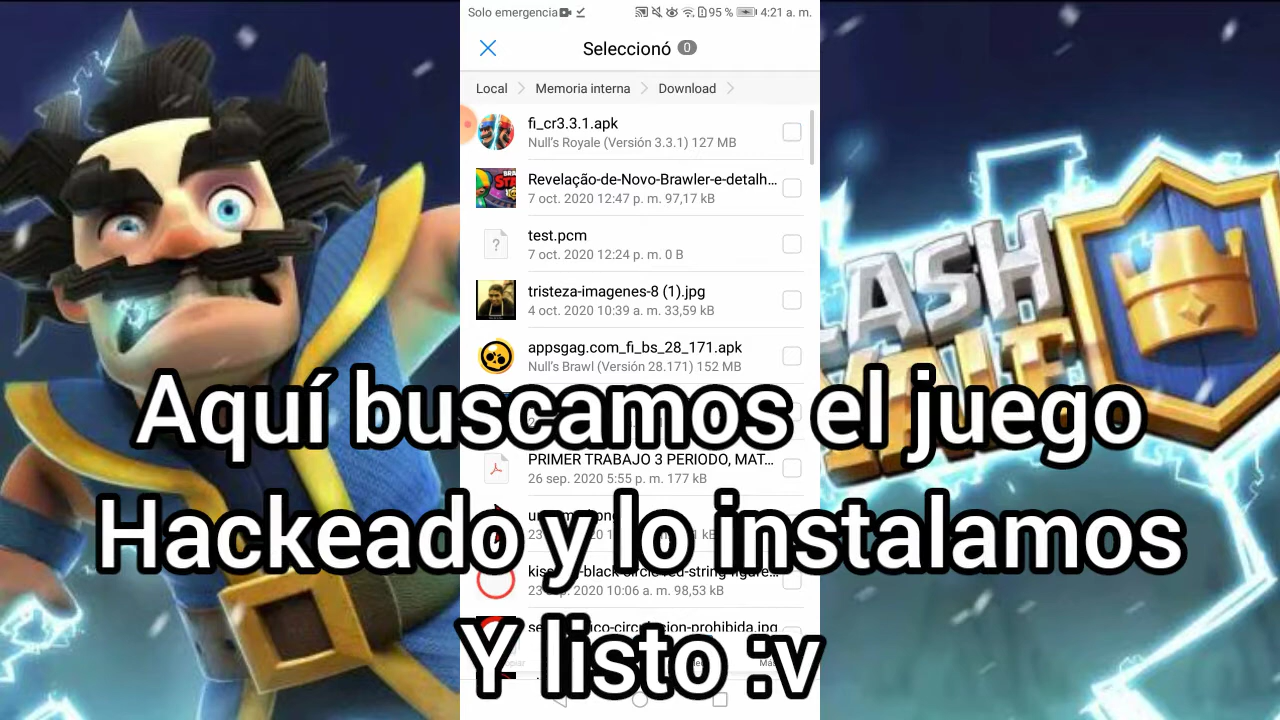 Solo emergencia
95 %
4:21 a. m.
Seleccionó 0
Local
Memoria interna
Download
fi_cr3.3.1.apk
Null's Royale (Versión 3.3.1) 127 MB
Revelação-de-Novo-Brawler-e-detalh...
7 oct. 2020 12:47 p. m. 97,17 kB
test.pcm
7 oct. 2020 12:24 p. m. 0 B
tristeza-imagenes-8 (1).jpg
4 oct. 2020 10:39 a. m. 33,59 kB
appsgag.com_fi_bs_28_171.apk
Null's Brawl (Versión 28.171) 152 MB
Aquí buscamos el juego
PRIMER TRABAJO 3 PERIODO, MAT...
26 sep. 2020 5:55 p. m. 177 kB
Hackeado y lo instalamos
23 sep. 2020 10:06 a. m. 98,53 kB
Y listo :v